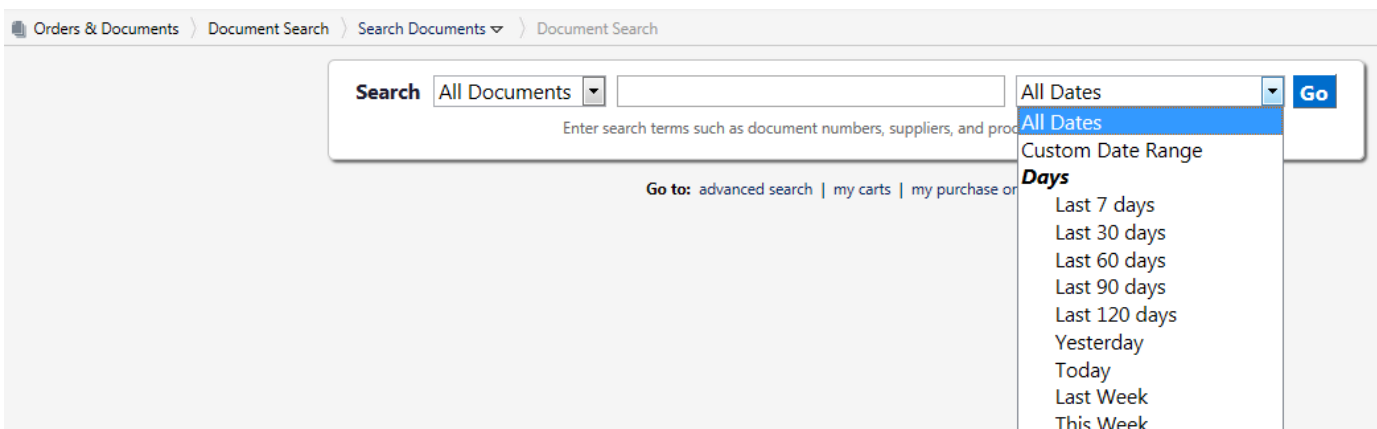 Orders & Documents 〉 Document Search 〉 Search Documents ▿ 〉 Document Search
Search All Documents All Dates Go
Enter search terms such as document numbers, suppliers, and
Go to: advanced search | my carts | my purchase
All Dates
Custom Date Range
Days
Last 7 days
Last 30 days
Last 60 days
Last 90 days
Last 120 days
Yesterday
Today
Last Week
This Week